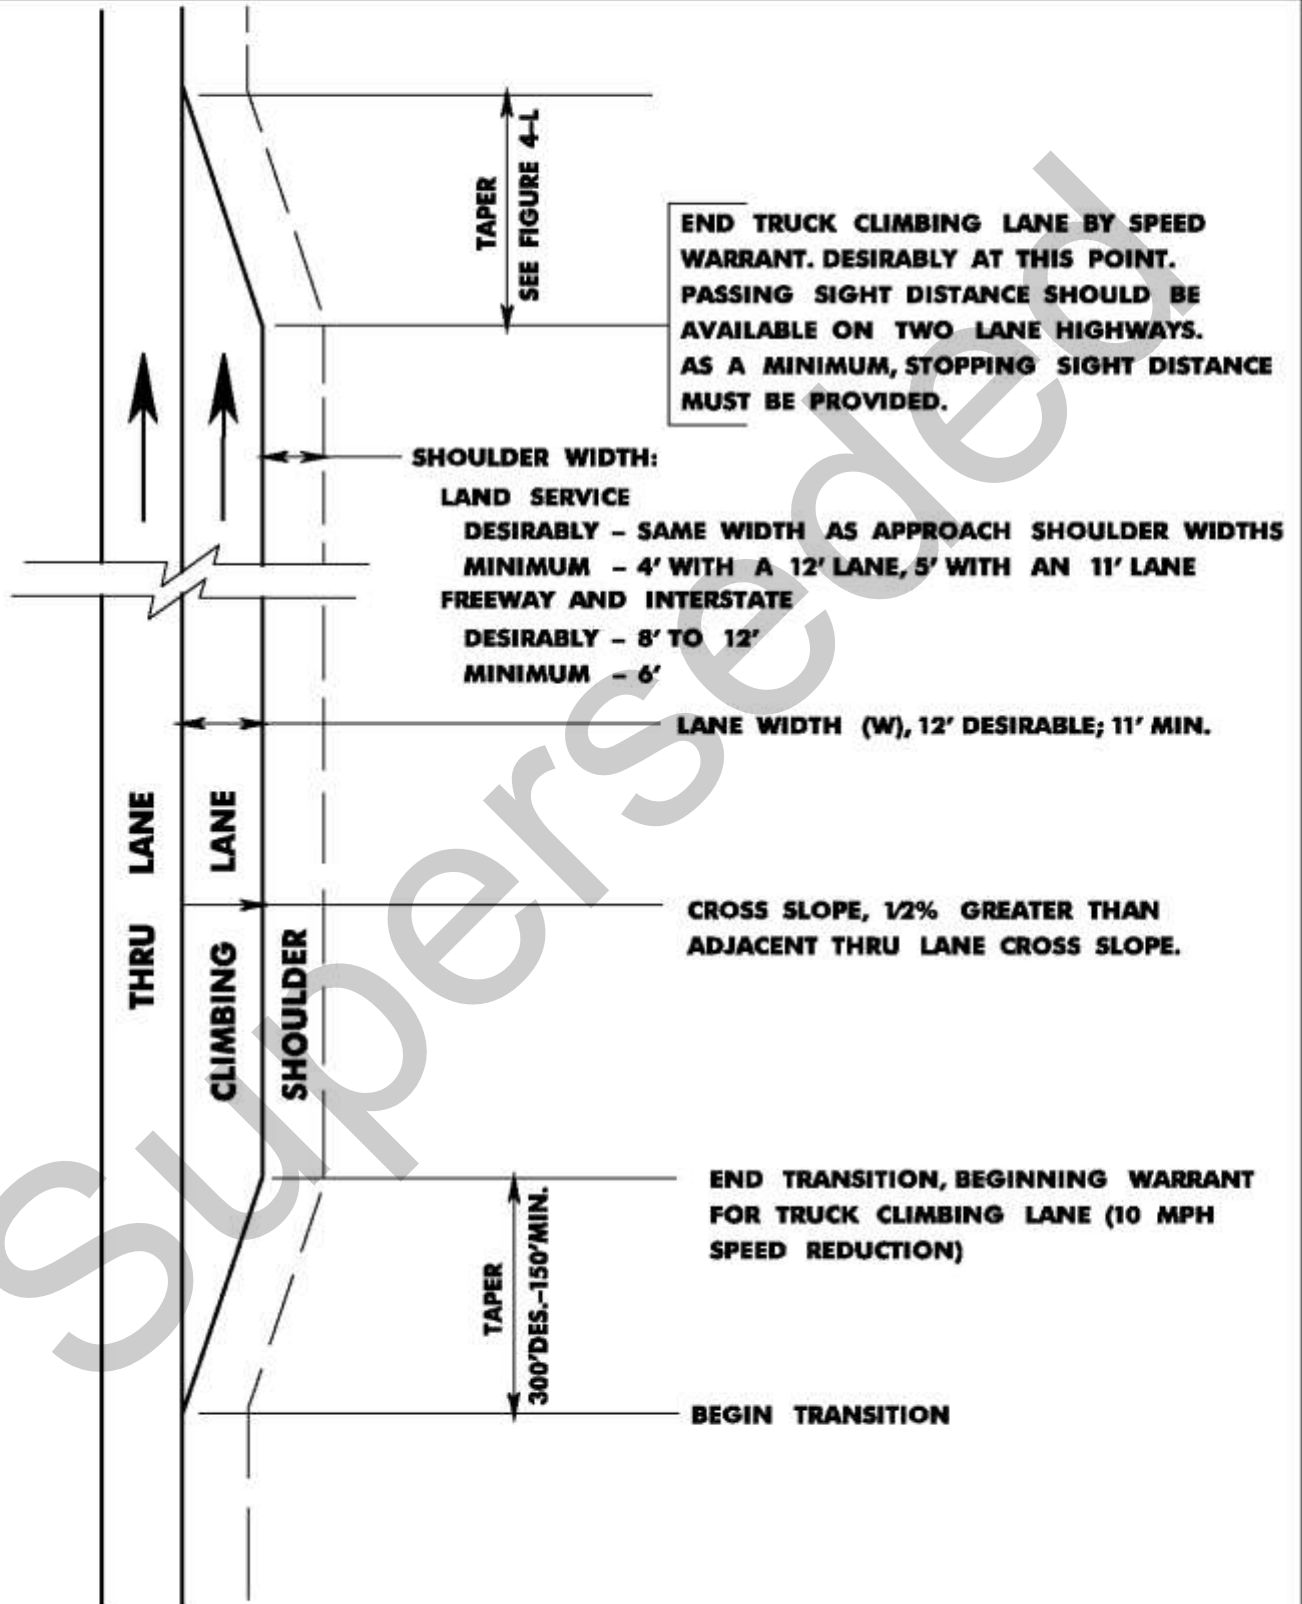 TAPER
SEE FIGURE 4-L
END TRUCK CLIMBING LANE BY SPEED
WARRANT. DESIRABLY AT THIS POINT.
PASSING SIGHT DISTANCE SHOULD BE
AVAILABLE ON TWO LANE HIGHWAYS.
AS A MINIMUM, STOPPING SIGHT DISTANCE
MUST BE PROVIDED.
SHOULDER WIDTH:
LAND SERVICE
DESIRABLY - SAME WIDTH AS APPROACH SHOULDER WIDTHS
MINIMUM - 4' WITH A 12' LANE, 5' WITH AN 11' LANE
FREEWAY AND INTERSTATE
DESIRABLY - 8' TO 12'
MINIMUM - 6'
LANE WIDTH (W), 12' DESIRABLE; 11' MIN.
THRU LANE
CLIMBING LANE
SHOULDER
CROSS SLOPE, 1/2% GREATER THAN
ADJACENT THRU LANE CROSS SLOPE.
END TRANSITION, BEGINNING WARRANT
FOR TRUCK CLIMBING LANE (10 MPH
SPEED REDUCTION)
TAPER
300'DES.-150'MIN.
BEGIN TRANSITION
Superseded